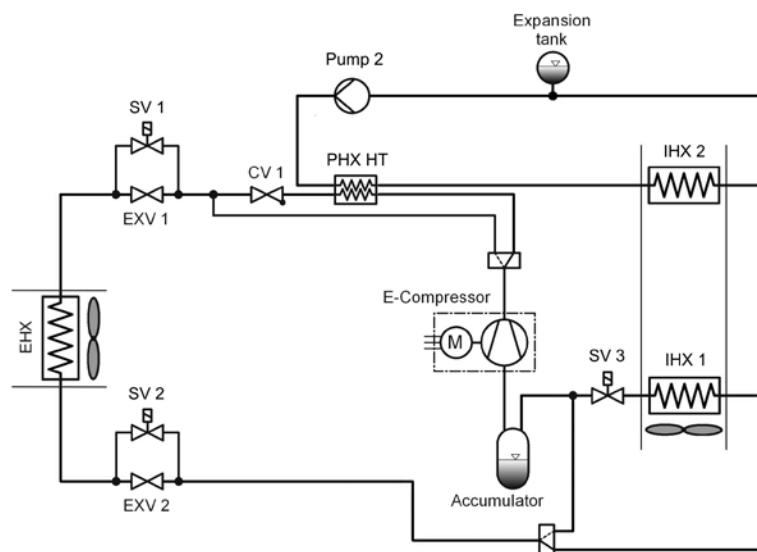 Expansion
tank
Pump 2
SV 1
CV 1
PHX HT
IHX 2
EXV 1
E-Compressor
M
EHX
SV 2
SV 3
IHX 1
EXV 2
Accumulator